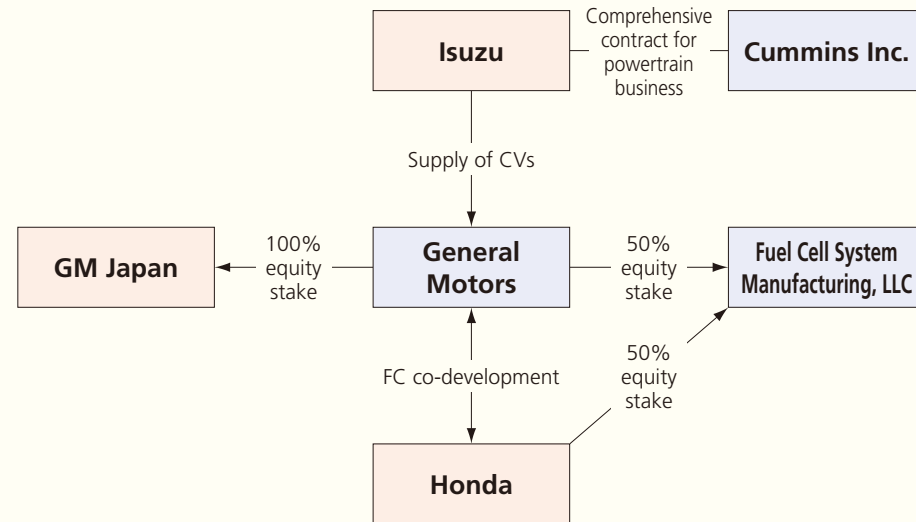 Isuzu
Comprehensive
contract for
powertrain
business
Cummins Inc.
Supply of CVs
GM Japan
100%
equity
stake
General
Motors
50%
equity
stake
Fuel Cell System
Manufacturing, LLC
FC co-development
50%
equity
stake
Honda